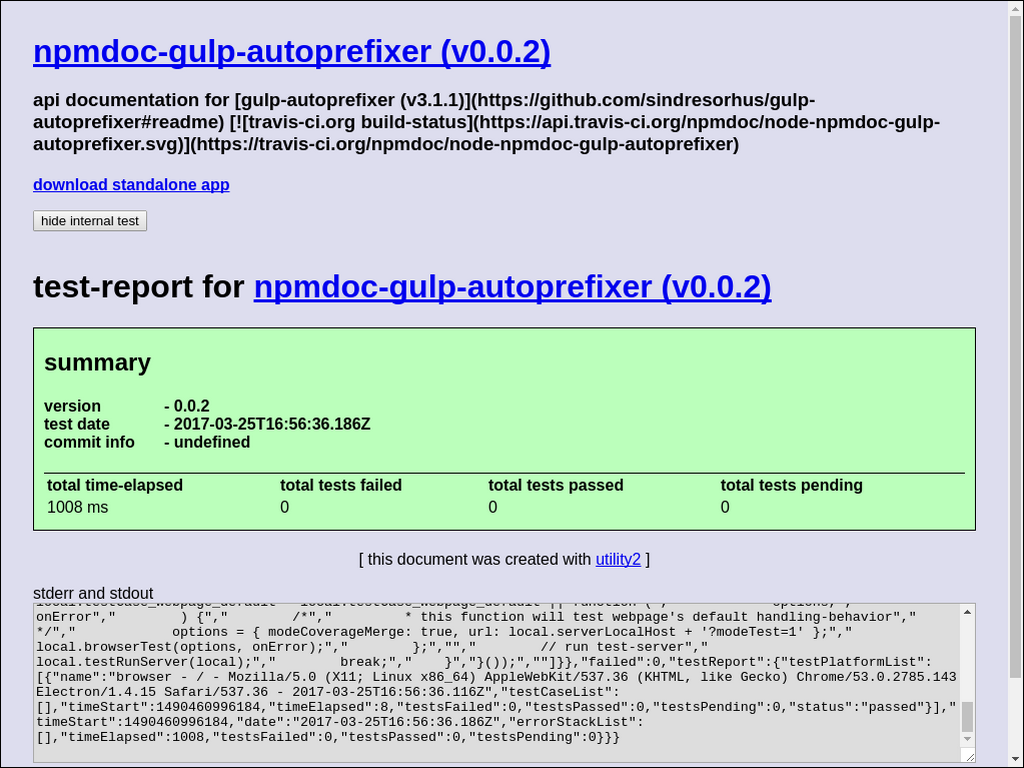 npmdoc-gulp-autoprefixer (v0.0.2)
api documentation for [gulp-autoprefixer (v3.1.1)](https://github.com/sindresorhus/gulp-
autoprefixer#readme) [![travis-ci.org build-status](https://api.travis-ci.org/npmdoc/node-npmdoc-gulp-
autoprefixer.svg)](https://travis-ci.org/npmdoc/node-npmdoc-gulp-autoprefixer)
download standalone app
hide internal test
test-report for npmdoc-gulp-autoprefixer (v0.0.2)
summary
version - 0.0.2
test date - 2017-03-25T16:56:36.186Z
commit info - undefined
total time-elapsed total tests failed total tests passed total tests pending
1008 ms 0 0 0
[ this document was created with utility2 ]
stderr and stdout
onError","        ) {","        /*","         * this function will test webpage's default handling-behavior","
*/","            options = { modeCoverageMerge: true, url: local.serverLocalHost + '?modeTest=1' };","
local.browserTest(options, onError);","        };","","        // run test-server","
local.testRunServer(local);","        break;","    }","}());",""]}},"failed":0,"testReport":{"testPlatformList":
[{"name":"browser - / - Mozilla/5.0 (X11; Linux x86_64) AppleWebKit/537.36 (KHTML, like Gecko) Chrome/53.0.2785.143
Electron/1.4.15 Safari/537.36 - 2017-03-25T16:56:36.116Z","testCaseList":
[],"timeStart":1490460996184,"timeElapsed":8,"testsFailed":0,"testsPassed":0,"testsPending":0,"status":"passed"}],"
timeStart":1490460996184,"date":"2017-03-25T16:56:36.186Z","errorStackList":
[],"timeElapsed":1008,"testsFailed":0,"testsPassed":0,"testsPending":0}}}